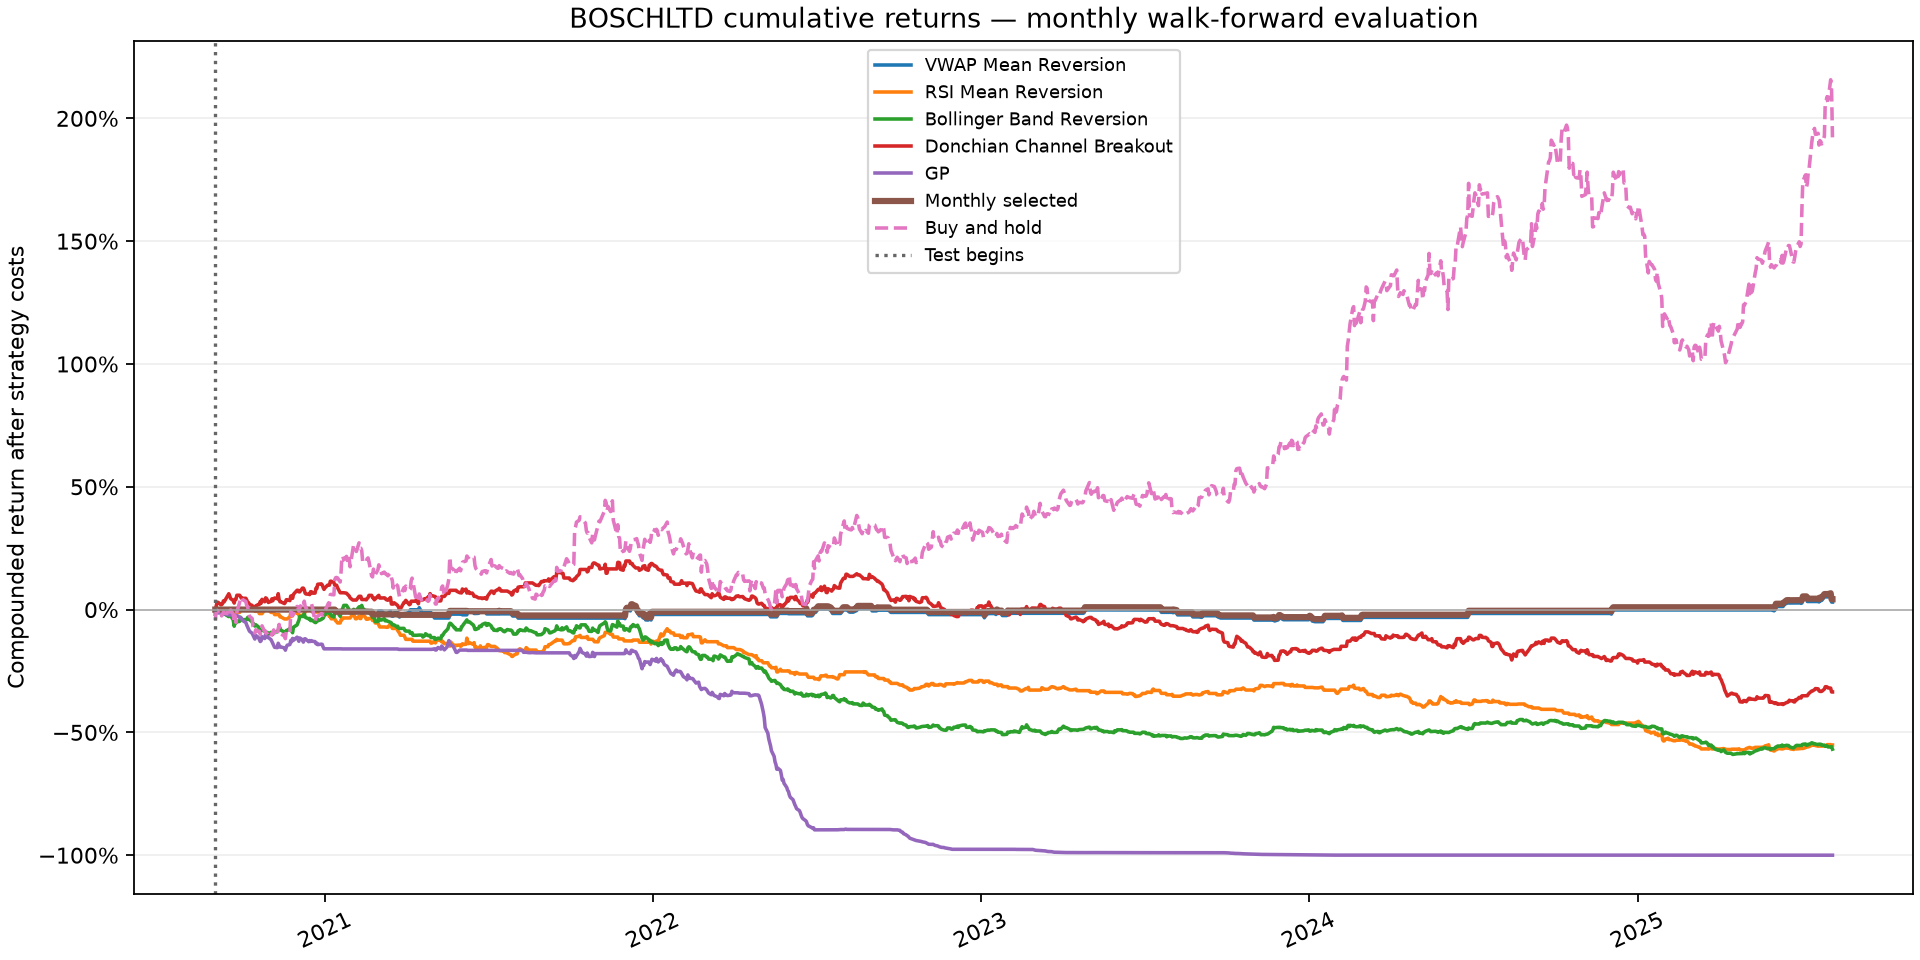 BOSCHLTD cumulative returns — monthly walk-forward evaluation
Compounded return after strategy costs
200%
150%
100%
50%
0%
−50%
−100%
VWAP Mean Reversion
RSI Mean Reversion
Bollinger Band Reversion
Donchian Channel Breakout
GP
Monthly selected
Buy and hold
Test begins
2021
2022
2023
2024
2025